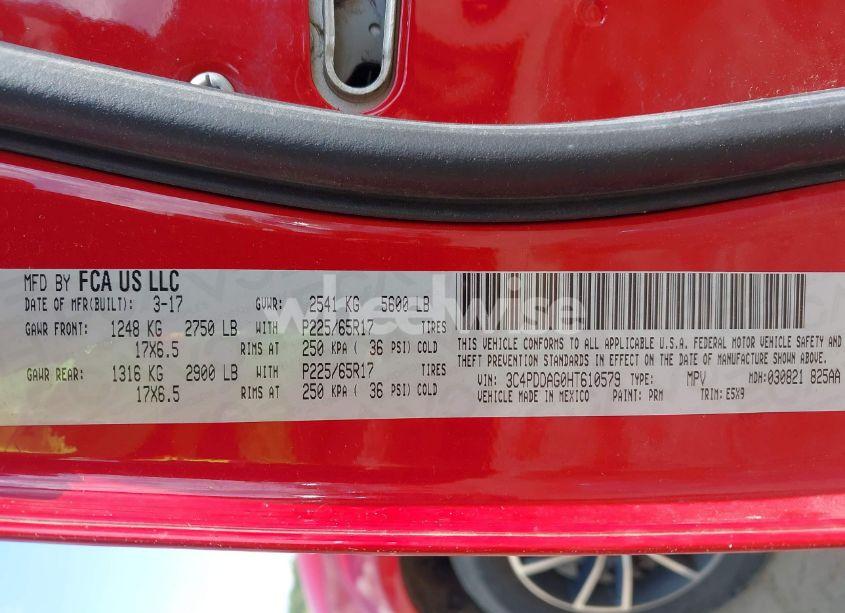 MFD BY FCA US LLC
DATE OF MFR(BUILT): 3-17 GVWR: 2541 KG 5600 LB
GAWR FRONT: 1248 KG 2750 LB WITH P225/65R17 TIRES
17X6.5 RIMS AT 250 KPA ( 36 PSI) COLD
GAWR REAR: 1316 KG 2900 LB WITH P225/65R17 TIRES
17X6.5 RIMS AT 250 KPA ( 36 PSI) COLD
THIS VEHICLE CONFORMS TO ALL APPLICABLE U.S.A. FEDERAL MOTOR VEHICLE SAFETY AND
THEFT PREVENTION STANDARDS IN EFFECT ON THE DATE OF MANUFACTURE SHOWN ABOVE.
VIN: 3C4PDDAG0HT610579 TYPE: MPV MDH:030821 825AA
VEHICLE MADE IN MEXICO PAINT: PRM TRIM: E5X9
wheelwise